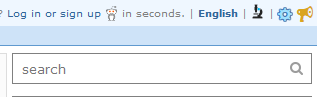 ? Log in or sign up in seconds. | English | |
search